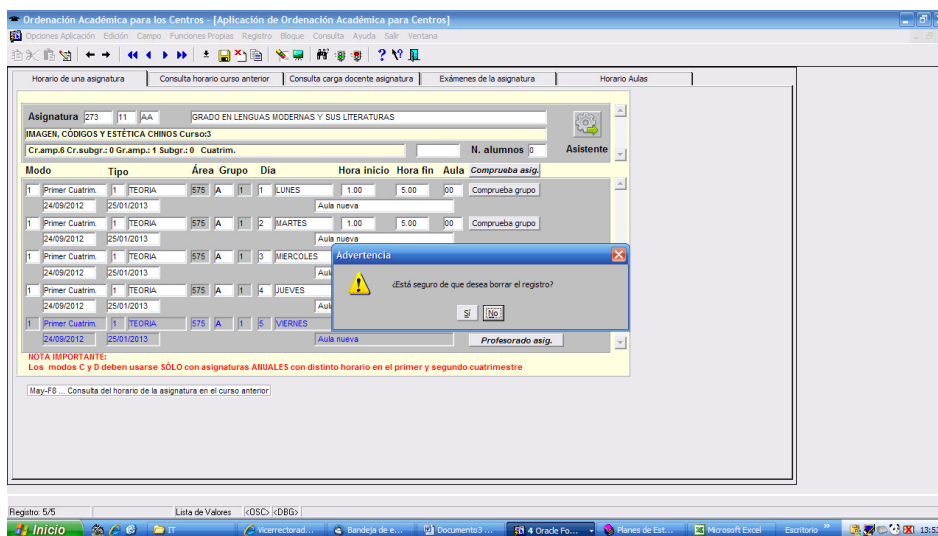 Ordenación Académica para los Centros - [Aplicación de Ordenación Académica para Centros]
Opciones Aplicación Edición Campo Funciones Propias Registro Bloque Consulta Ayuda Salir Ventana
Horario de una asignatura Consulta horario curso anterior Consulta carga docente asignatura Exámenes de la asignatura Horario Aulas
Asignatura 273 11 AA GRADO EN LENGUAS MODERNAS Y SUS LITERATURAS
IMAGEN, CÓDIGOS Y ESTÉTICA CHINOS Curso:3
Cr.amp.6 Cr.subgr.: 0 Gr.amp.: 1 Subgr.: 0 Cuatrim. N. alumnos 0 Asistente
Modo Tipo Área Grupo Día Hora inicio Hora fin Aula Comprueba asig.
1 Primer Cuatrim. 1 TEORIA 575 A 1 1 LUNES 1.00 5.00 00 Comprueba grupo
24/09/2012 25/01/2013 Aula nueva
1 Primer Cuatrim. 1 TEORIA 575 A 1 2 MARTES 1.00 5.00 00 Comprueba grupo
24/09/2012 25/01/2013 Aula nueva
1 Primer Cuatrim. 1 TEORIA 575 A 1 3 MIERCOLES
24/09/2012 25/01/2013
1 Primer Cuatrim. 1 TEORIA 575 A 1 4 JUEVES
24/09/2012 25/01/2013
1 Primer Cuatrim. 1 TEORIA 575 A 1 5 VIERNES
24/09/2012 25/01/2013 Aula nueva Profesorado asig.
Advertencia
¿Está seguro de que desea borrar el registro?
Sí No
NOTA IMPORTANTE:
Los modos C y D deben usarse SÓLO con asignaturas ANUALES con distinto horario en el primer y segundo cuatrimestre
May-F8 ... Consulta del horario de la asignatura en el curso anterior
Registro: 5/5 Lista de Valores <OSC> <DBG>
Inicio IT Vicerrectorad... Bandeja de e... Documento3 ... 4 Oracle Fo... Planes de Est... Microsoft Excel Escritorio 13:53